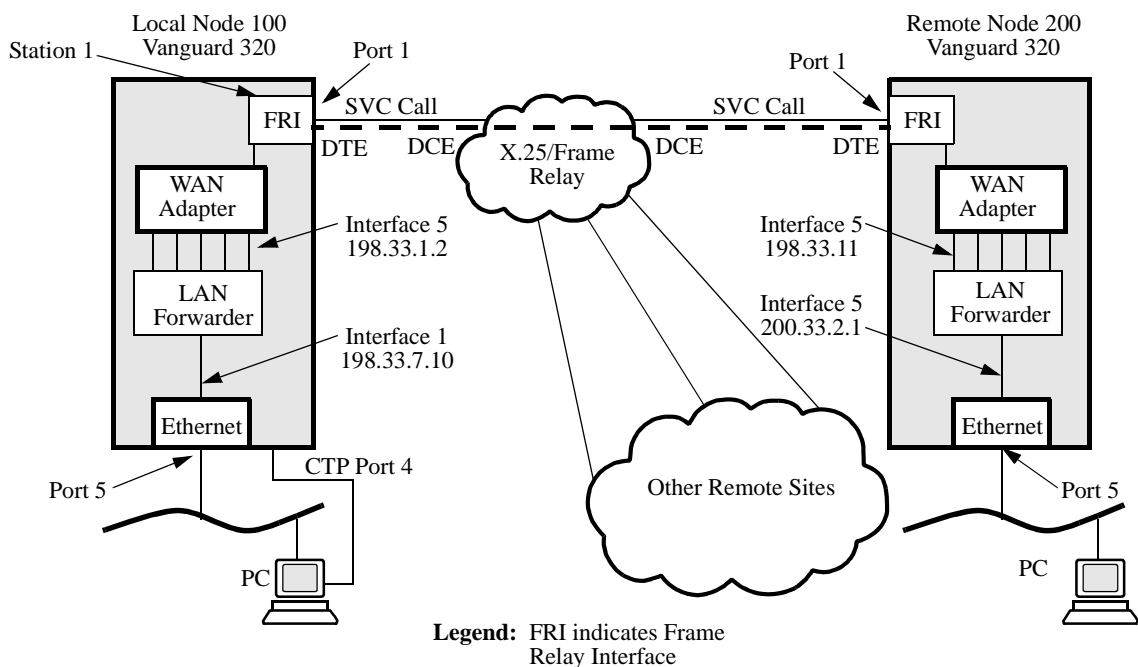 Local Node 100
Vanguard 320
Remote Node 200
Vanguard 320
Station 1
Port 1
Port 1
FRI
SVC Call
SVC Call
FRI
DTE
DCE
X.25/Frame
Relay
DCE
DTE
WAN
Adapter
WAN
Adapter
Interface 5
198.33.1.2
Interface 5
198.33.11
LAN
Forwarder
LAN
Forwarder
Interface 1
198.33.7.10
Interface 5
200.33.2.1
Ethernet
Ethernet
CTP Port 4
Port 5
Other Remote Sites
Port 5
PC
PC
Legend: FRI indicates Frame
Relay Interface